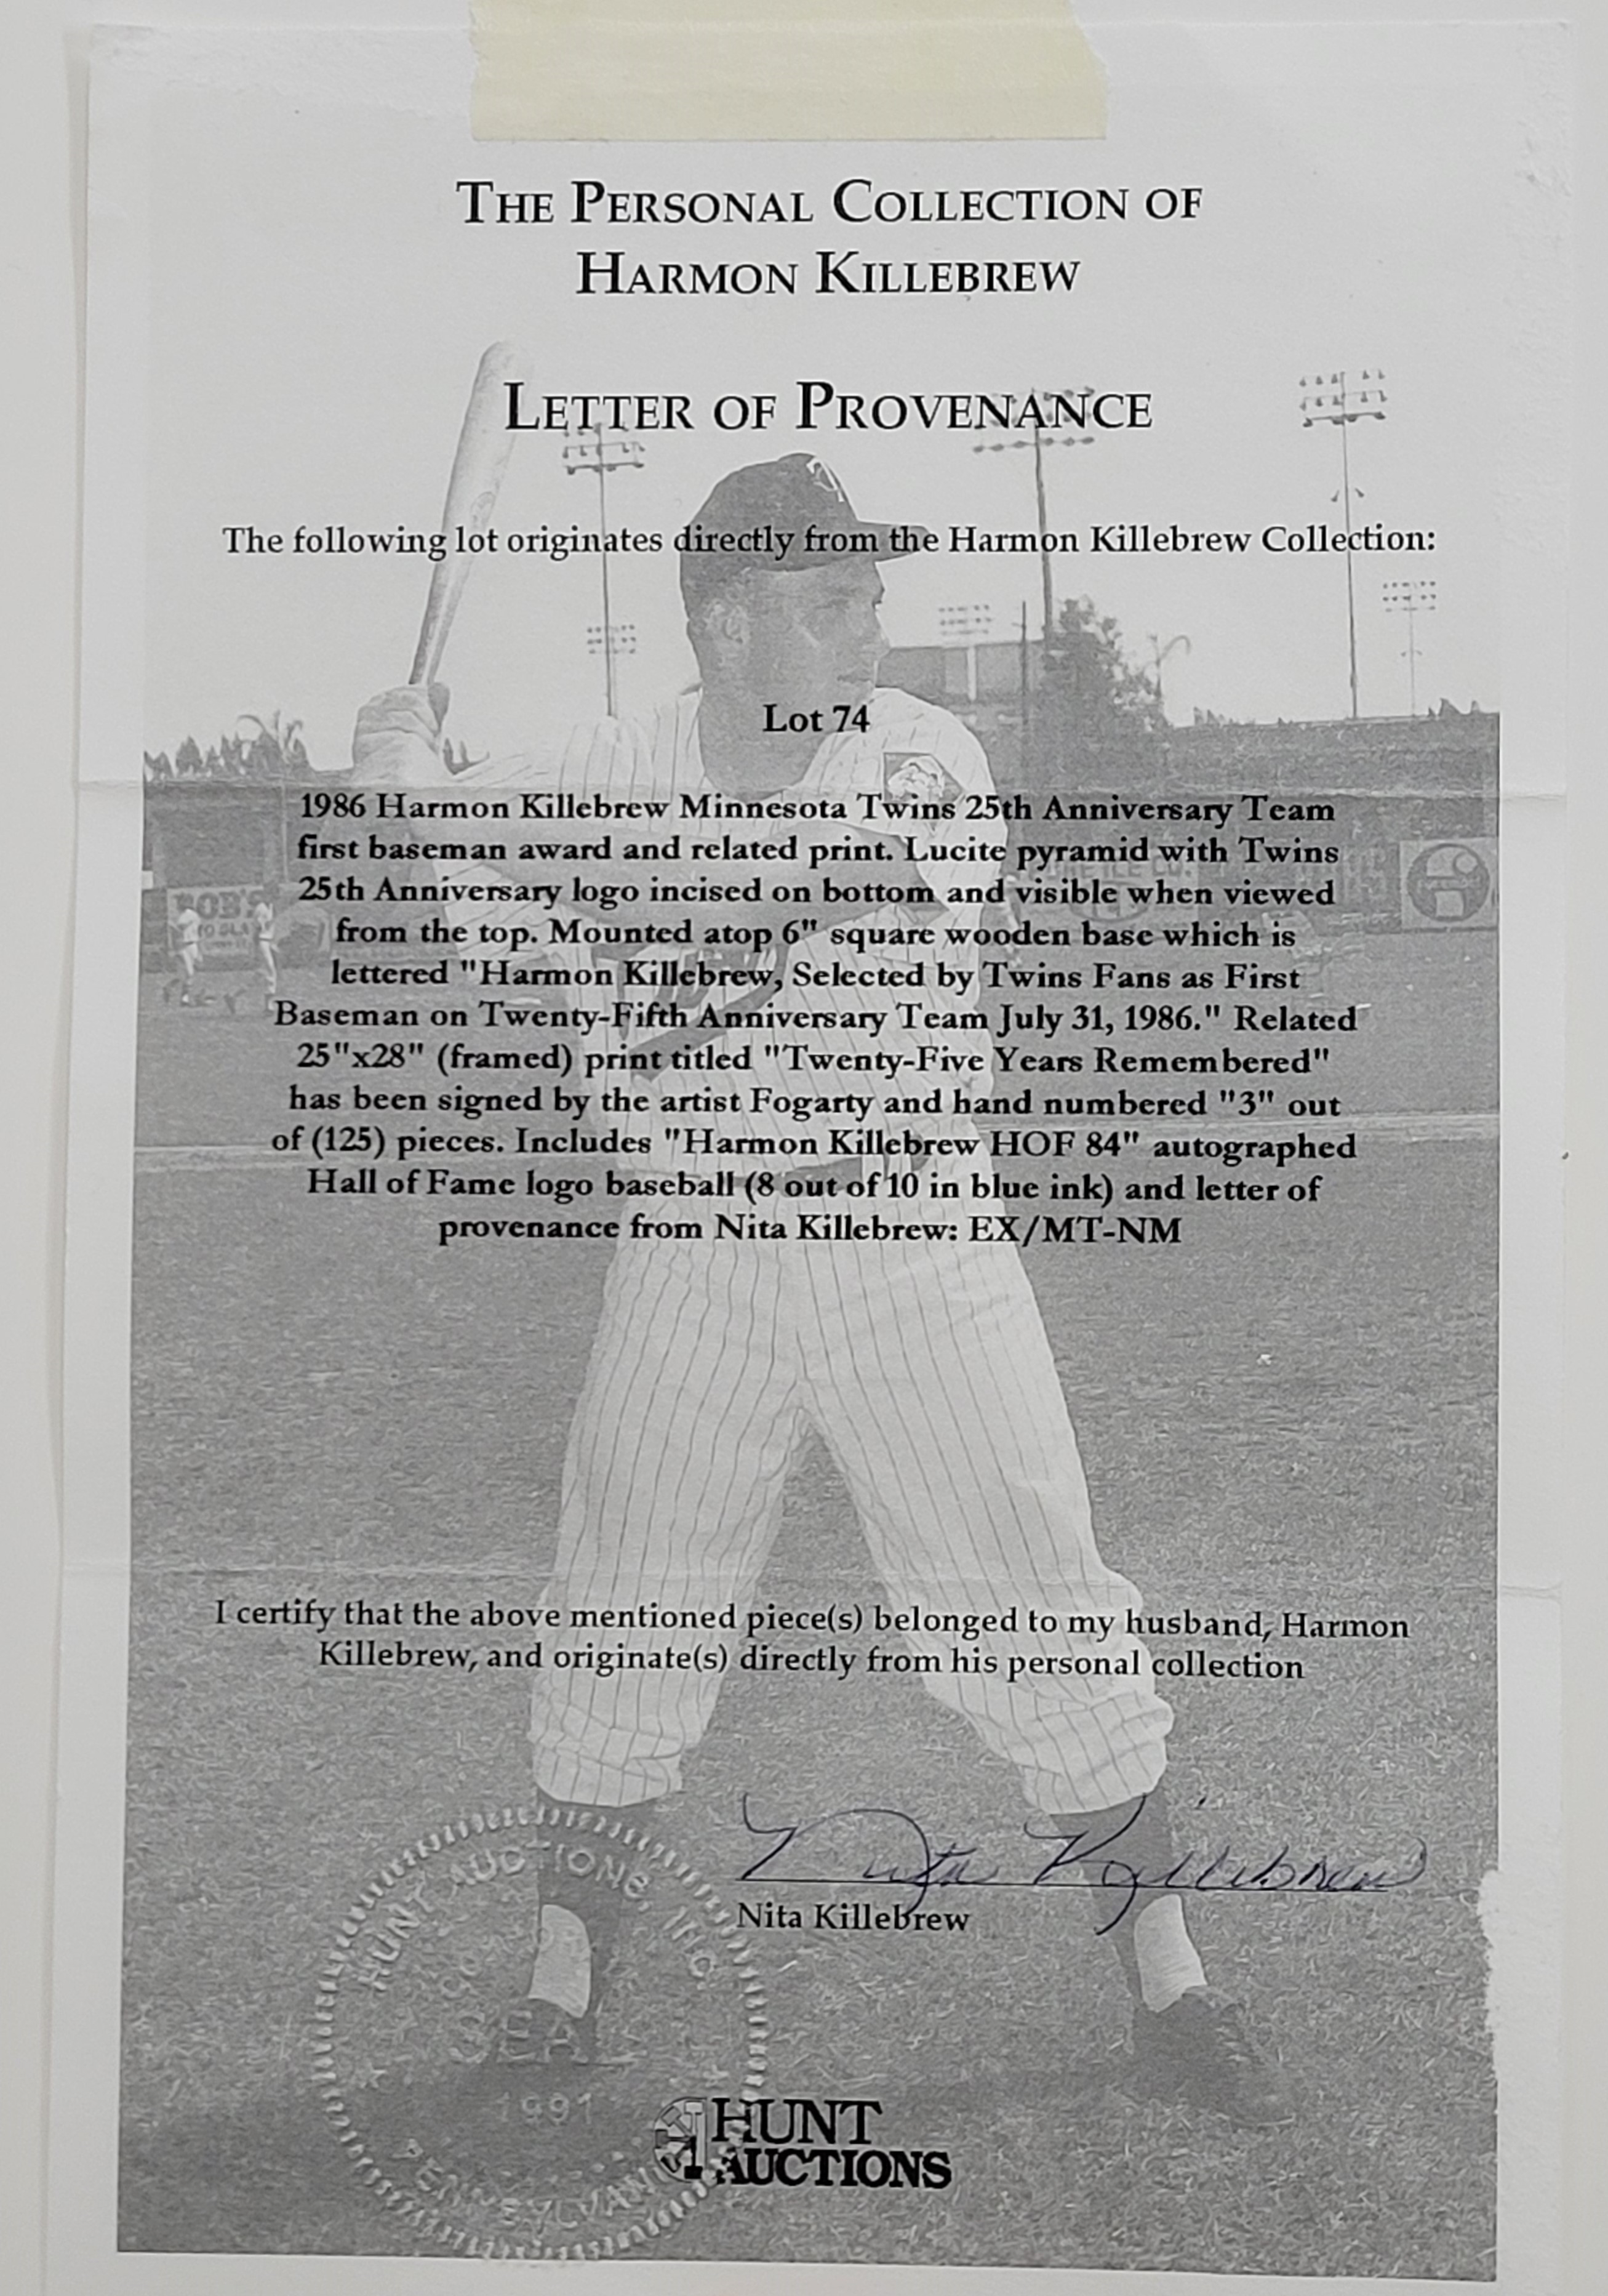 THE PERSONAL COLLECTION OF
HARMON KILLEBREW
LETTER OF PROVENANCE
The following lot originates directly from the Harmon Killebrew Collection:
Lot 74
1986 Harmon Killebrew Minnesota Twins 25th Anniversary Team
first baseman award and related print. Lucite pyramid with Twins
25th Anniversary logo incised on bottom and visible when viewed
from the top. Mounted atop 6" square wooden base which is
lettered "Harmon Killebrew, Selected by Twins Fans as First
Baseman on Twenty-Fifth Anniversary Team July 31, 1986." Related
25"x28" (framed) print titled "Twenty-Five Years Remembered"
has been signed by the artist Fogarty and hand numbered "3" out
of (125) pieces. Includes "Harmon Killebrew HOF 84" autographed
Hall of Fame logo baseball (8 out of 10 in blue ink) and letter of
provenance from Nita Killebrew: EX/MT-NM
I certify that the above mentioned piece(s) belonged to my husband, Harmon
Killebrew, and originate(s) directly from his personal collection
Nita Killebrew
Nita Killebrew
HUNT AUCTIONS, INC.
SEAL
1991
PENNSYLVANIA
HUNT
AUCTIONS